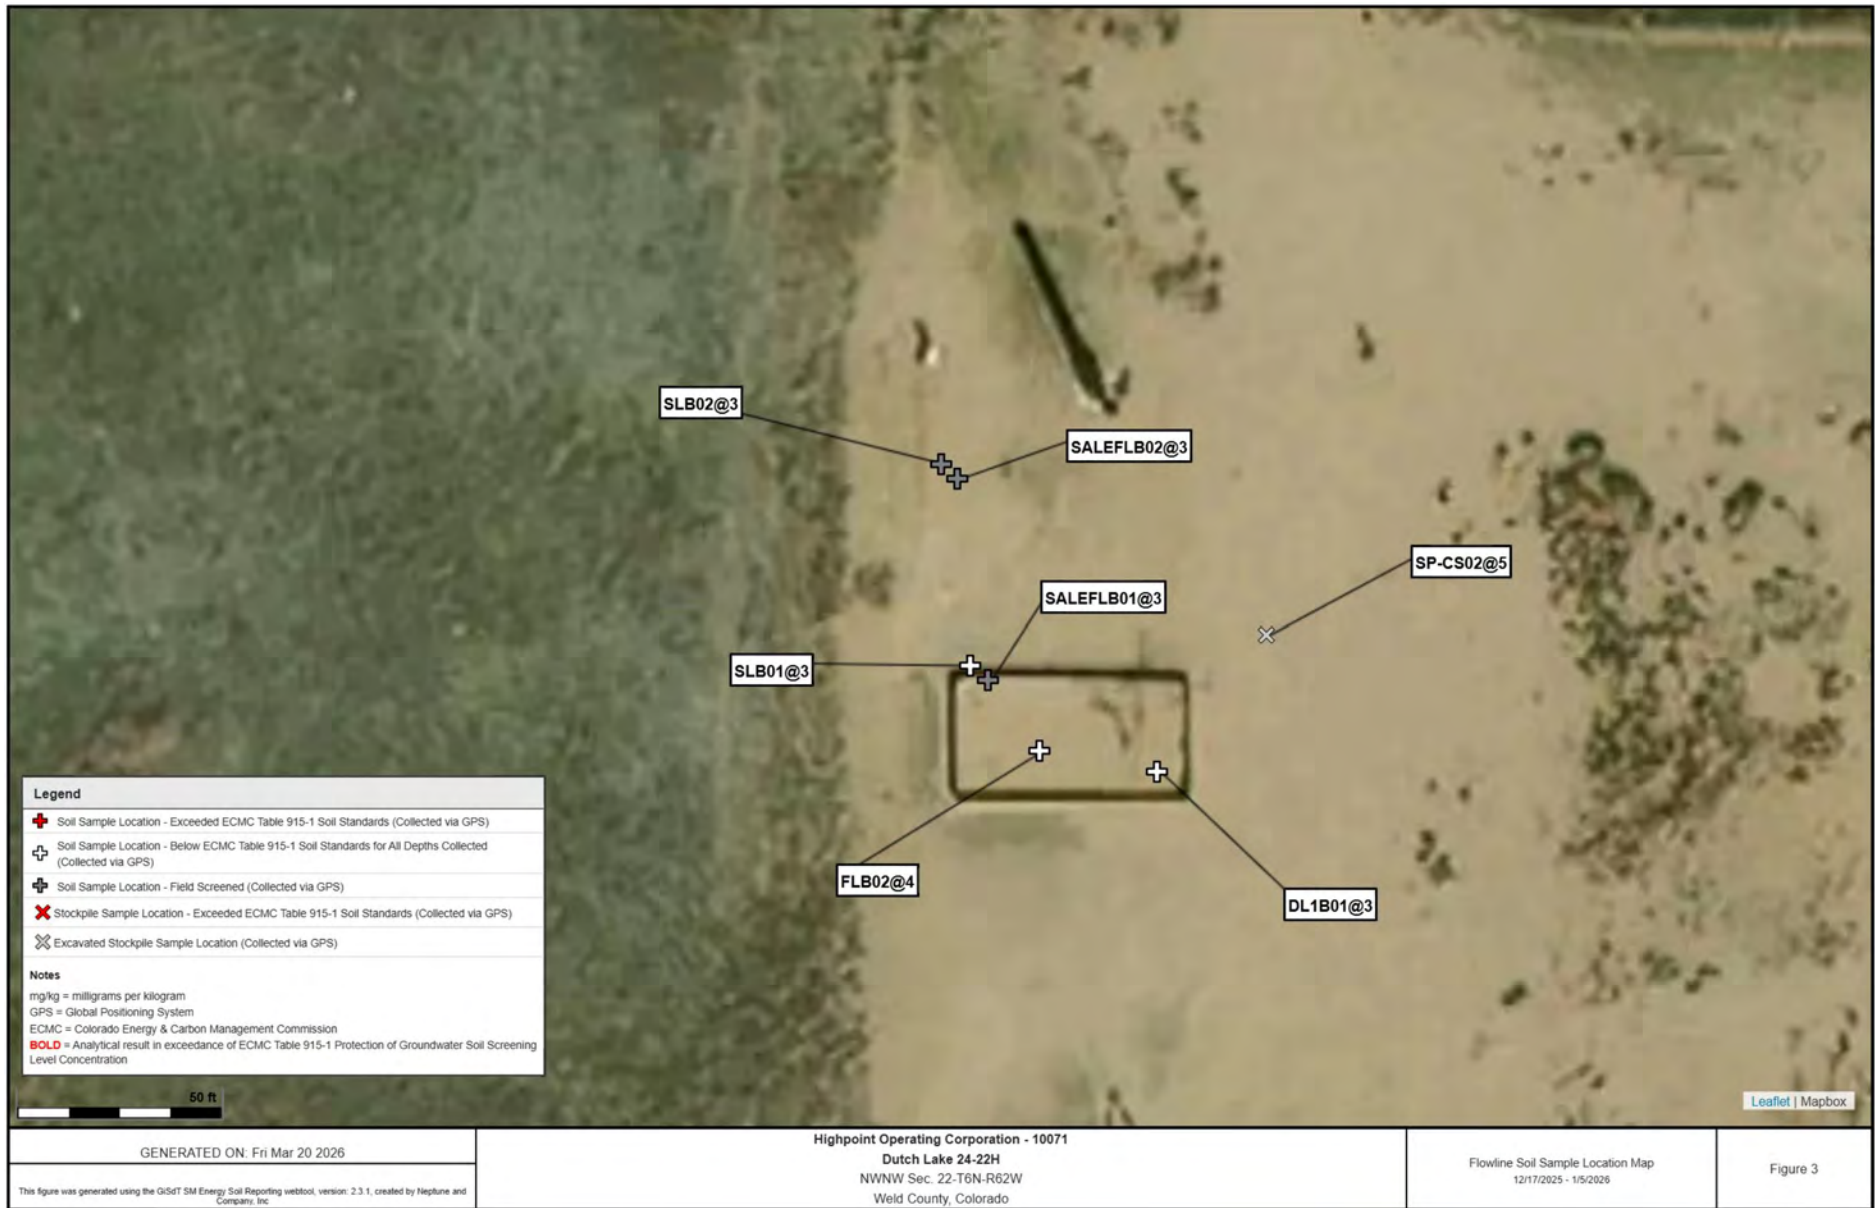 SLB02@3
SALEFLB02@3
SP-CS02@5
SALEFLB01@3
SLB01@3
FLB02@4
DL1B01@3
Legend
Soil Sample Location - Exceeded ECMC Table 915-1 Soil Standards (Collected via GPS)
Soil Sample Location - Below ECMC Table 915-1 Soil Standards for All Depths Collected
(Collected via GPS)
Soil Sample Location - Field Screened (Collected via GPS)
Stockpile Sample Location - Exceeded ECMC Table 915-1 Soil Standards (Collected via GPS)
Excavated Stockpile Sample Location (Collected via GPS)
Notes
mg/kg = milligrams per kilogram
GPS = Global Positioning System
ECMC = Colorado Energy & Carbon Management Commission
BOLD = Analytical result in exceedance of ECMC Table 915-1 Protection of Groundwater Soil Screening
Level Concentration
50 ft
Leaflet | Mapbox
GENERATED ON: Fri Mar 20 2026
This figure was generated using the GiSdT SM Energy Soil Reporting webtool, version: 2.3.1, created by Neptune and
Company, Inc
Highpoint Operating Corporation - 10071
Dutch Lake 24-22H
NWNW Sec. 22-T6N-R62W
Weld County, Colorado
Flowline Soil Sample Location Map
12/17/2025 - 1/5/2026
Figure 3